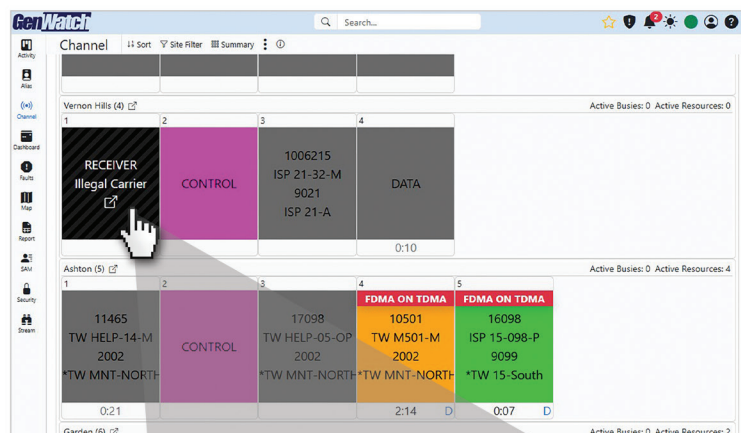 GenWatch
Search...
2
Activity
Channel
Sort
Site Filter
Summary
Alias
Vernon Hills (4)
Active Busies: 0 Active Resources: 0
1
2
3
4
Channel
RECEIVER
Illegal Carrier
CONTROL
1006215
ISP 21-32-M
9021
ISP 21-A
DATA
0:10
Dashboard
Faults
Map
Report
SAM
Security
Stream
Ashton (5)
Active Busies: 0 Active Resources: 4
1
2
3
4
5
FDMA ON TDMA
FDMA ON TDMA
11465
TW HELP-14-M
2002
*TW MNT-NORTH
0:21
CONTROL
17098
TW HELP-05-OP
2002
*TW MNT-NORTH
10501
TW M501-M
2002
*TW MNT-NORTH
2:14 D
16098
ISP 15-098-P
9099
*TW 15-South
0:07 D
Garden (6)
Active Busies: 0 Active Resources: 2